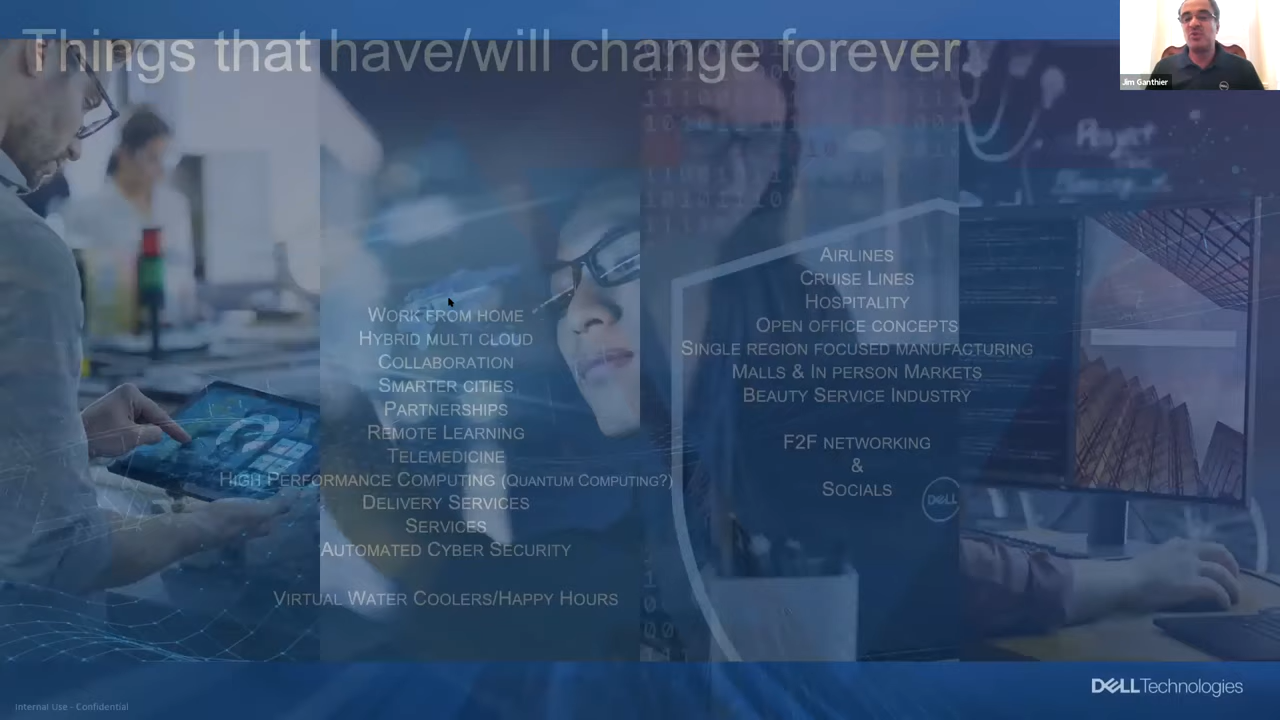 Things that have/will change forever
Jim Ganthier
Work from home
Hybrid multi cloud
Collaboration
Smarter cities
Partnerships
Remote Learning
Telemedicine
High Performance Computing (Quantum Computing?)
Delivery Services
Services
Automated Cyber Security
Virtual Water Coolers/Happy Hours
Airlines
Cruise Lines
Hospitality
Open office concepts
Single region focused manufacturing
Malls & In person Markets
Beauty Service Industry
F2F networking
&
Socials
DELL
Internal Use - Confidential
DELLTechnologies